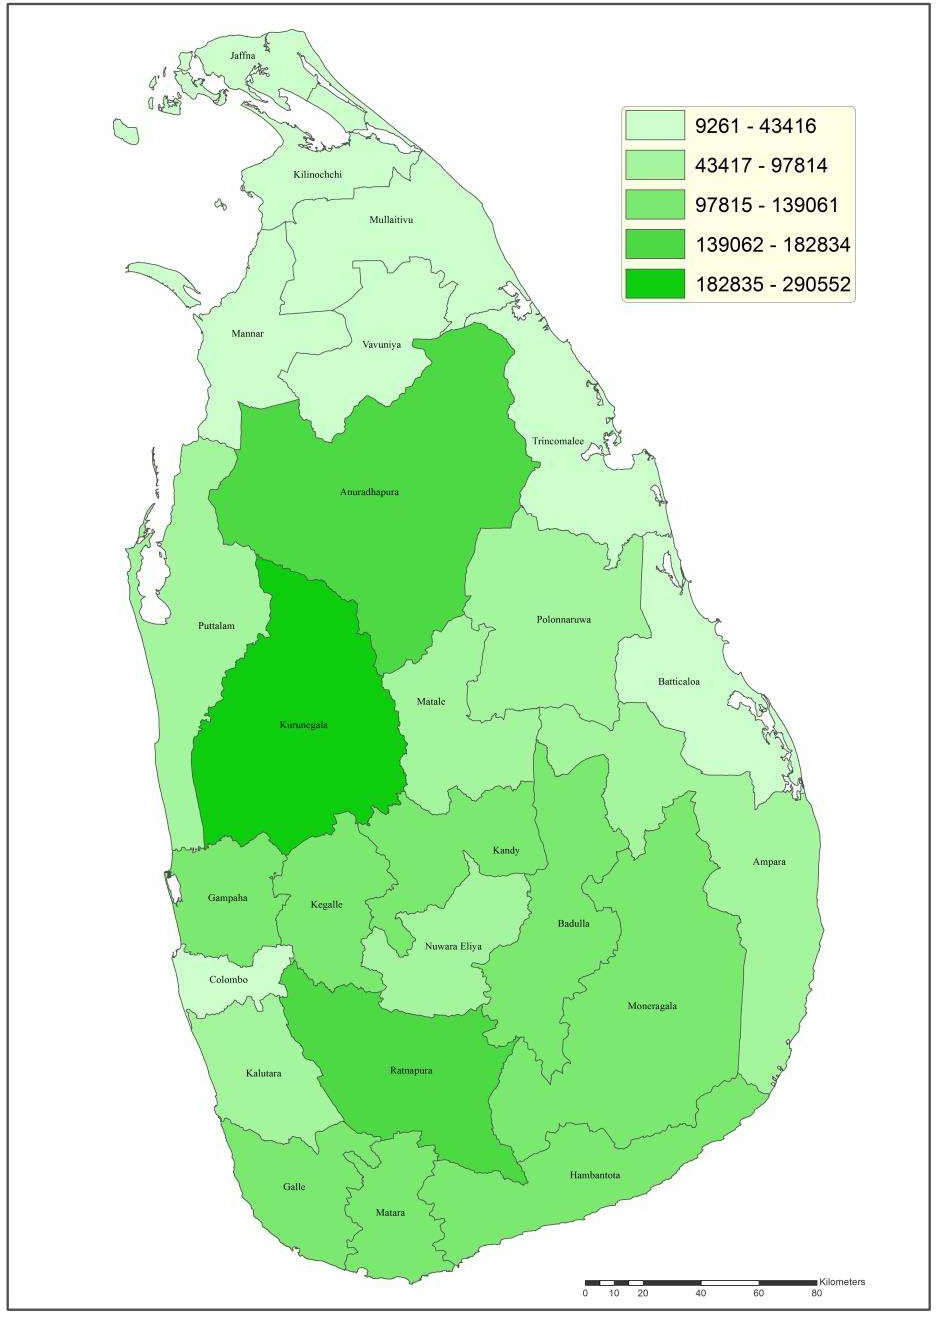 Jaffna
9261 - 43416
43417 - 97814
Kilinochchi
97815 - 139061
Mullaitivu
139062 - 182834
182835 - 290552
Mannar
Vavuniya
Trincomalee
Anuradhapura
Polonnaruwa
Puttalam
Batticaloa
Matale
Kurunegala
Kandy
Ampara
Gampaha
Kegalle
Badulla
Nuwara Eliya
Colombo
Moneragala
Ratnapura
Kalutara
Hambantota
Galle
Matara
Kilometers
0 10 20 40 60 80